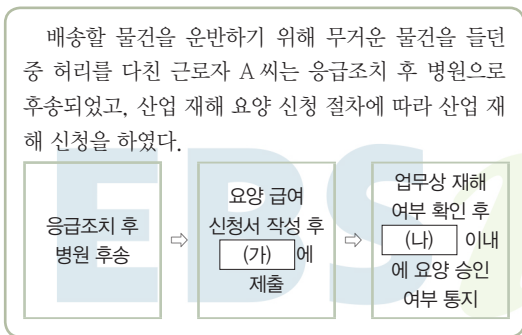 배송할 물건을 운반하기 위해 무거운 물건을 들던
중 허리를 다친 근로자 A 씨는 응급조치 후 병원으로
후송되었고, 산업 재해 요양 신청 절차에 따라 산업 재
해 신청을 하였다.
응급조치 후
병원 후송
⇨
요양 급여
신청서 작성 후
(가) 에
제출
⇨
업무상 재해
여부 확인 후
(나) 이내
에 요양 승인
여부 통지
EBS